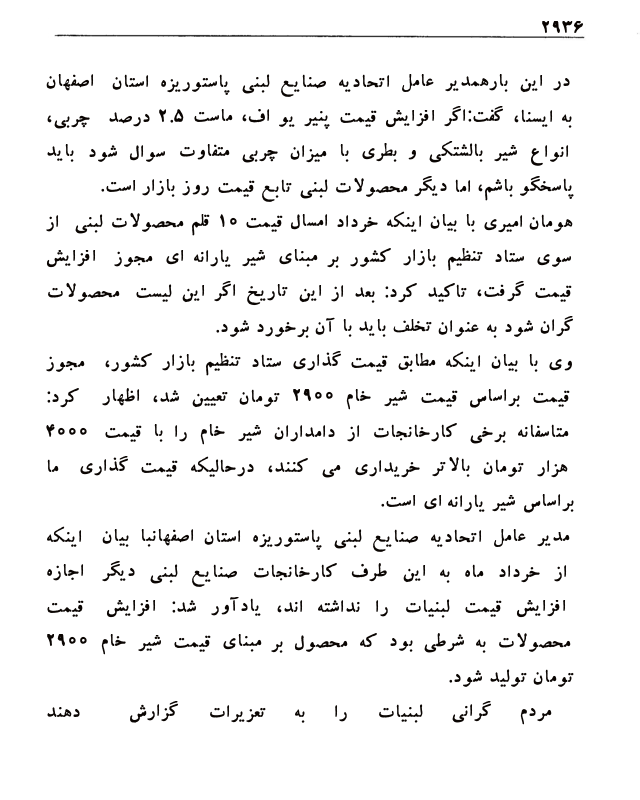 ۲۹۳۶
در این بارهمدیر عامل اتحادیه صنایع لبنی پاستوریزه استان اصفهان
به ایسنا، گفت:اگر افزایش قیمت پنیر یو اف، ماست ۲.۵ درصد چربی،
انواع شیر بالشتکی و بطری با میزان چربی متفاوت سوال شود باید
پاسخگو باشم، اما دیگر محصولات لبنی تابع قیمت روز بازار است.
هومان امیری با بیان اینکه خرداد امسال قیمت ۱۰ قلم محصولات لبنی از
سوی ستاد تنظیم بازار کشور بر مبنای شیر یارانه ای مجوز افزایش
قیمت گرفت، تاکید کرد: بعد از این تاریخ اگر این لیست محصولات
گران شود به عنوان تخلف باید با آن برخورد شود.
وی با بیان اینکه مطابق قیمت گذاری ستاد تنظیم بازار کشور، مجوز
قیمت براساس قیمت شیر خام ۲۹۰۰ تومان تعیین شد، اظهار کرد:
متاسفانه برخی کارخانجات از دامداران شیر خام را با قیمت ۴۰۰۰
هزار تومان بالاتر خریداری می کنند، درحالیکه قیمت گذاری ما
براساس شیر یارانه ای است.
مدیر عامل اتحادیه صنایع لبنی پاستوریزه استان اصفهانبا بیان اینکه
از خرداد ماه به این طرف کارخانجات صنایع لبنی دیگر اجازه
افزایش قیمت لبنیات را نداشته اند، یادآور شد: افزایش قیمت
محصولات به شرطی بود که محصول بر مبنای قیمت شیر خام ۲۹۰۰
تومان تولید شود.
مردم گرانی لبنیات را به تعزیرات گزارش دهند